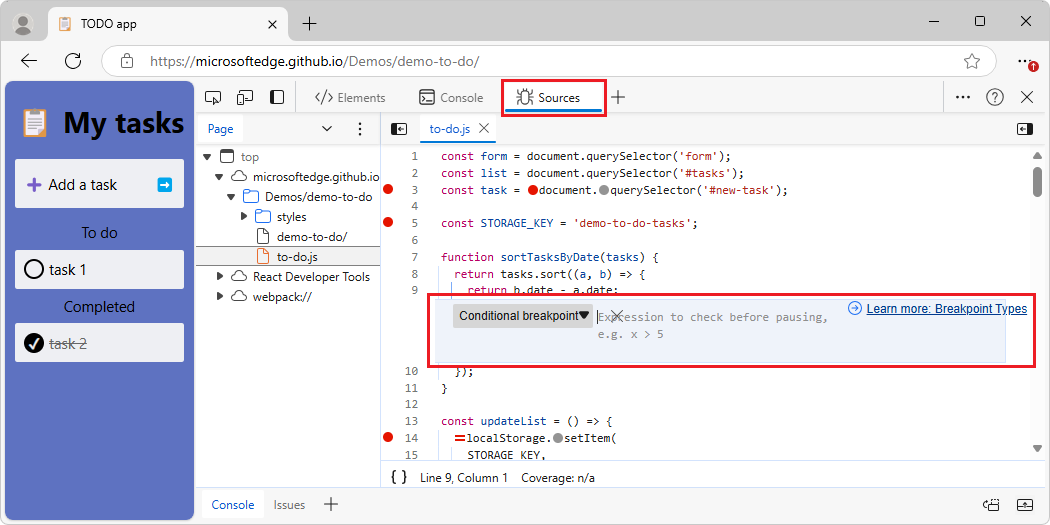 TODO app
https://microsoftedge.github.io/Demos/demo-to-do/
My tasks
Add a task
To do
task 1
Completed
task 2
Elements
Console
Sources
Page
top
microsoftedge.github.io
Demos/demo-to-do
styles
demo-to-do/
to-do.js
React Developer Tools
webpack://
to-do.js
1 const form = document.querySelector('form');
2 const list = document.querySelector('#tasks');
3 const task = document.querySelector('#new-task');
4
5 const STORAGE_KEY = 'demo-to-do-tasks';
6
7 function sortTasksByDate(tasks) {
8 return tasks.sort((a, b) => {
9 return b.date - a.date;
Conditional breakpoint
Expression to check before pausing,
e.g. x > 5
Learn more: Breakpoint Types
10 });
11 }
12
13 const updateList = () => {
14 localStorage.setItem(
15 STORAGE_KEY,
{ } Line 9, Column 1 Coverage: n/a
Console
Issues